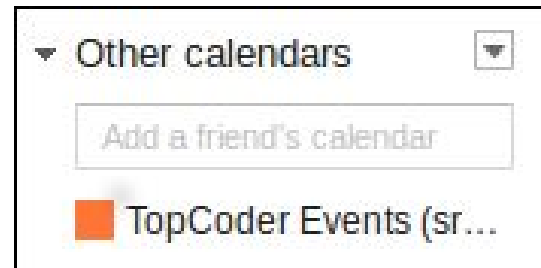 Other calendars
Add a friend's calendar
TopCoder Events (sr...